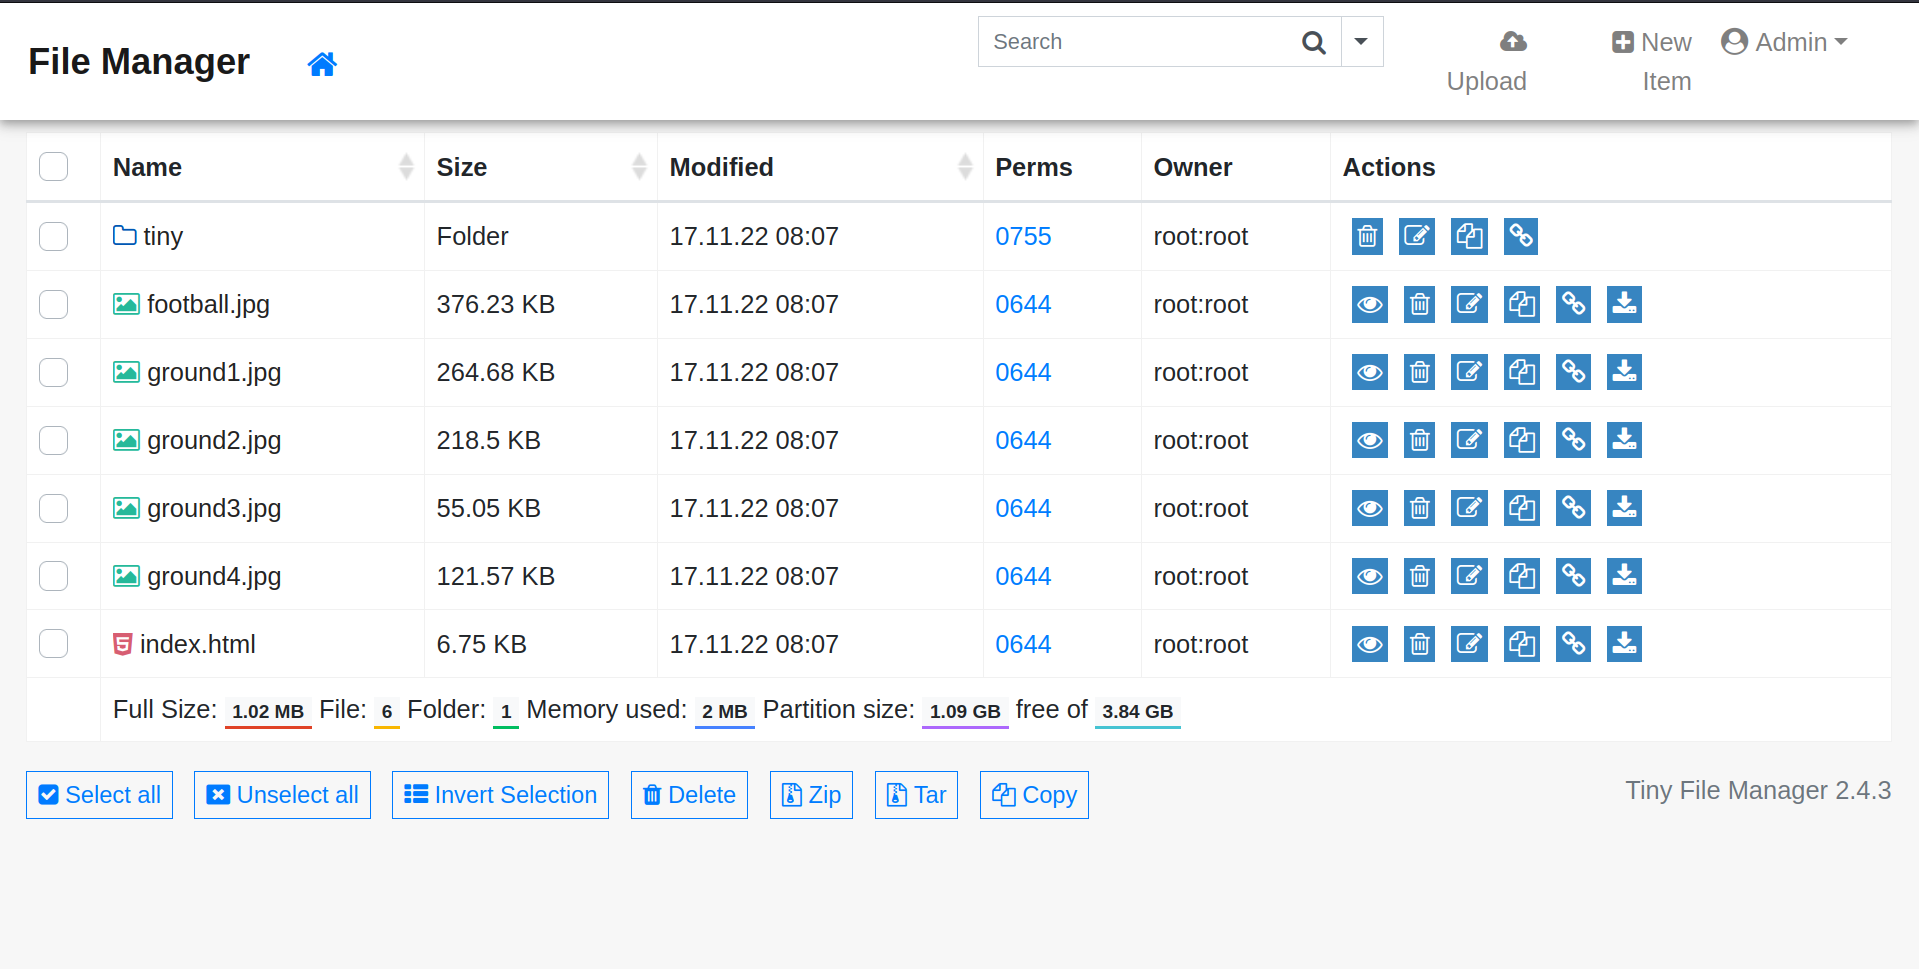 File Manager
Search
Upload
New Item
Admin
Name Size Modified Perms Owner Actions
tiny Folder 17.11.22 08:07 0755 root:root
football.jpg 376.23 KB 17.11.22 08:07 0644 root:root
ground1.jpg 264.68 KB 17.11.22 08:07 0644 root:root
ground2.jpg 218.5 KB 17.11.22 08:07 0644 root:root
ground3.jpg 55.05 KB 17.11.22 08:07 0644 root:root
ground4.jpg 121.57 KB 17.11.22 08:07 0644 root:root
index.html 6.75 KB 17.11.22 08:07 0644 root:root
Full Size: 1.02 MB File: 6 Folder: 1 Memory used: 2 MB Partition size: 1.09 GB free of 3.84 GB
Select all Unselect all Invert Selection Delete Zip Tar Copy
Tiny File Manager 2.4.3